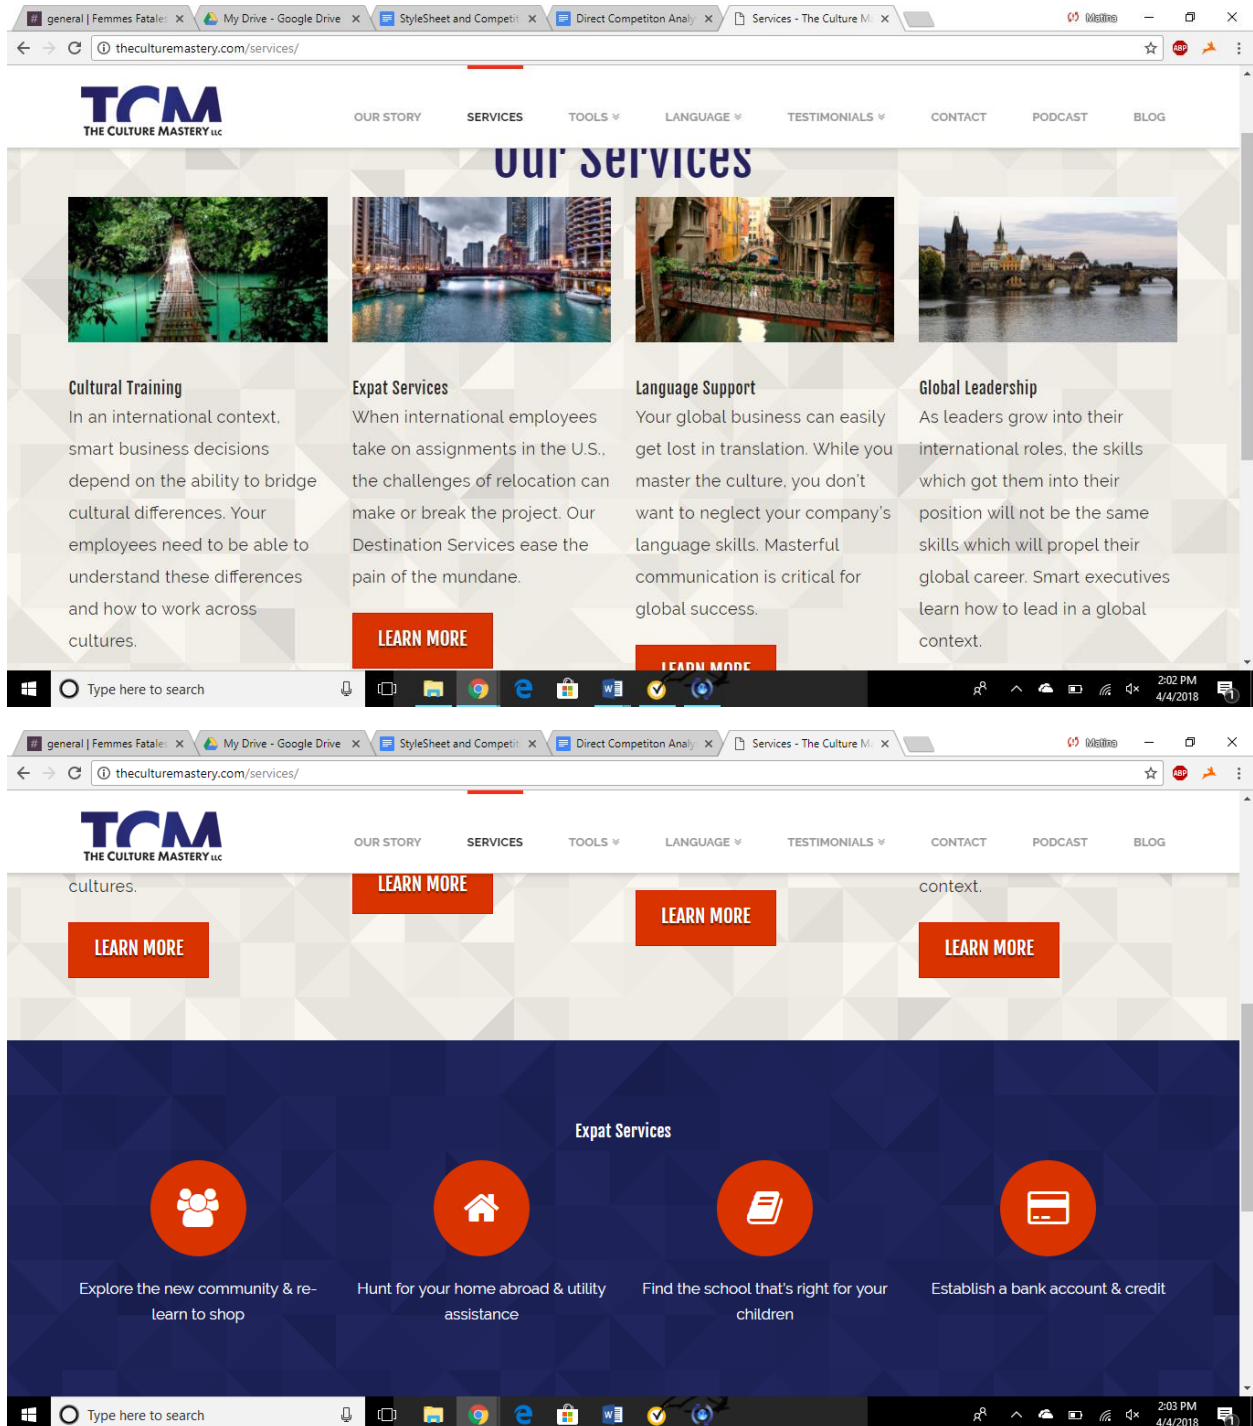 general | Femmes Fatales
My Drive - Google Drive
StyleSheet and Competit
Direct Competiton Analy
Services - The Culture M
Matina
theculturemastery.com/services/
ABP
TCM
THE CULTURE MASTERY LLC
OUR STORY
SERVICES
TOOLS
LANGUAGE
TESTIMONIALS
CONTACT
PODCAST
BLOG
Our Services
Cultural Training
In an international context,
smart business decisions
depend on the ability to bridge
cultural differences. Your
employees need to be able to
understand these differences
and how to work across
cultures.
Expat Services
When international employees
take on assignments in the U.S.,
the challenges of relocation can
make or break the project. Our
Destination Services ease the
pain of the mundane.
LEARN MORE
Language Support
Your global business can easily
get lost in translation. While you
master the culture, you don't
want to neglect your company's
language skills. Masterful
communication is critical for
global success.
LEARN MORE
Global Leadership
As leaders grow into their
international roles, the skills
which got them into their
position will not be the same
skills which will propel their
global career. Smart executives
learn how to lead in a global
context.
Type here to search
2:02 PM
4/4/2018
1
general | Femmes Fatales
My Drive - Google Drive
StyleSheet and Competit
Direct Competiton Analy
Services - The Culture M
Matina
theculturemastery.com/services/
ABP
TCM
THE CULTURE MASTERY LLC
OUR STORY
SERVICES
TOOLS
LANGUAGE
TESTIMONIALS
CONTACT
PODCAST
BLOG
cultures.
LEARN MORE
LEARN MORE
LEARN MORE
context.
LEARN MORE
Expat Services
Explore the new community & re-
learn to shop
Hunt for your home abroad & utility
assistance
Find the school that's right for your
children
Establish a bank account & credit
Type here to search
2:03 PM
4/4/2018